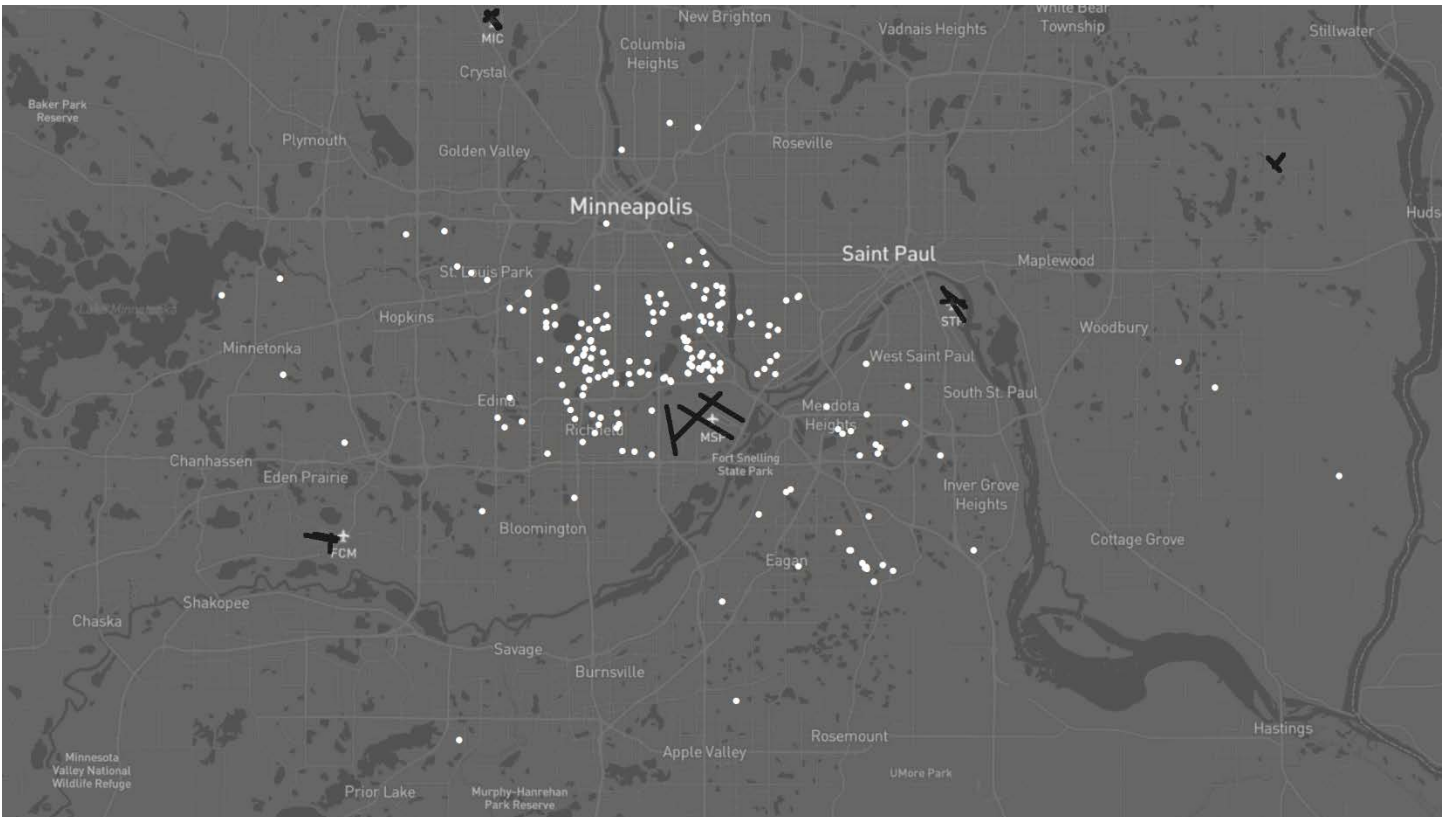 New Brighton
White Bear
Township
Vadnais Heights
Stillwater
MIC
Columbia
Heights
Crystal
Baker Park
Reserve
Plymouth
Golden Valley
Roseville
Minneapolis
Huds
Saint Paul
Maplewood
St. Louis Park
Lake Minnetonka
Hopkins
STP
Woodbury
Minnetonka
West Saint Paul
Edina
South St. Paul
Mendota
Heights
Richfield
MSP
Fort Snelling
State Park
Chanhassen
Eden Prairie
Inver Grove
Heights
Bloomington
Cottage Grove
FCM
Eagan
Shakopee
Chaska
Savage
Burnsville
Hastings
Rosemount
Apple Valley
Minnesota
Valley National
Wildlife Refuge
UMore Park
Prior Lake
Murphy-Hanrehan
Park Reserve